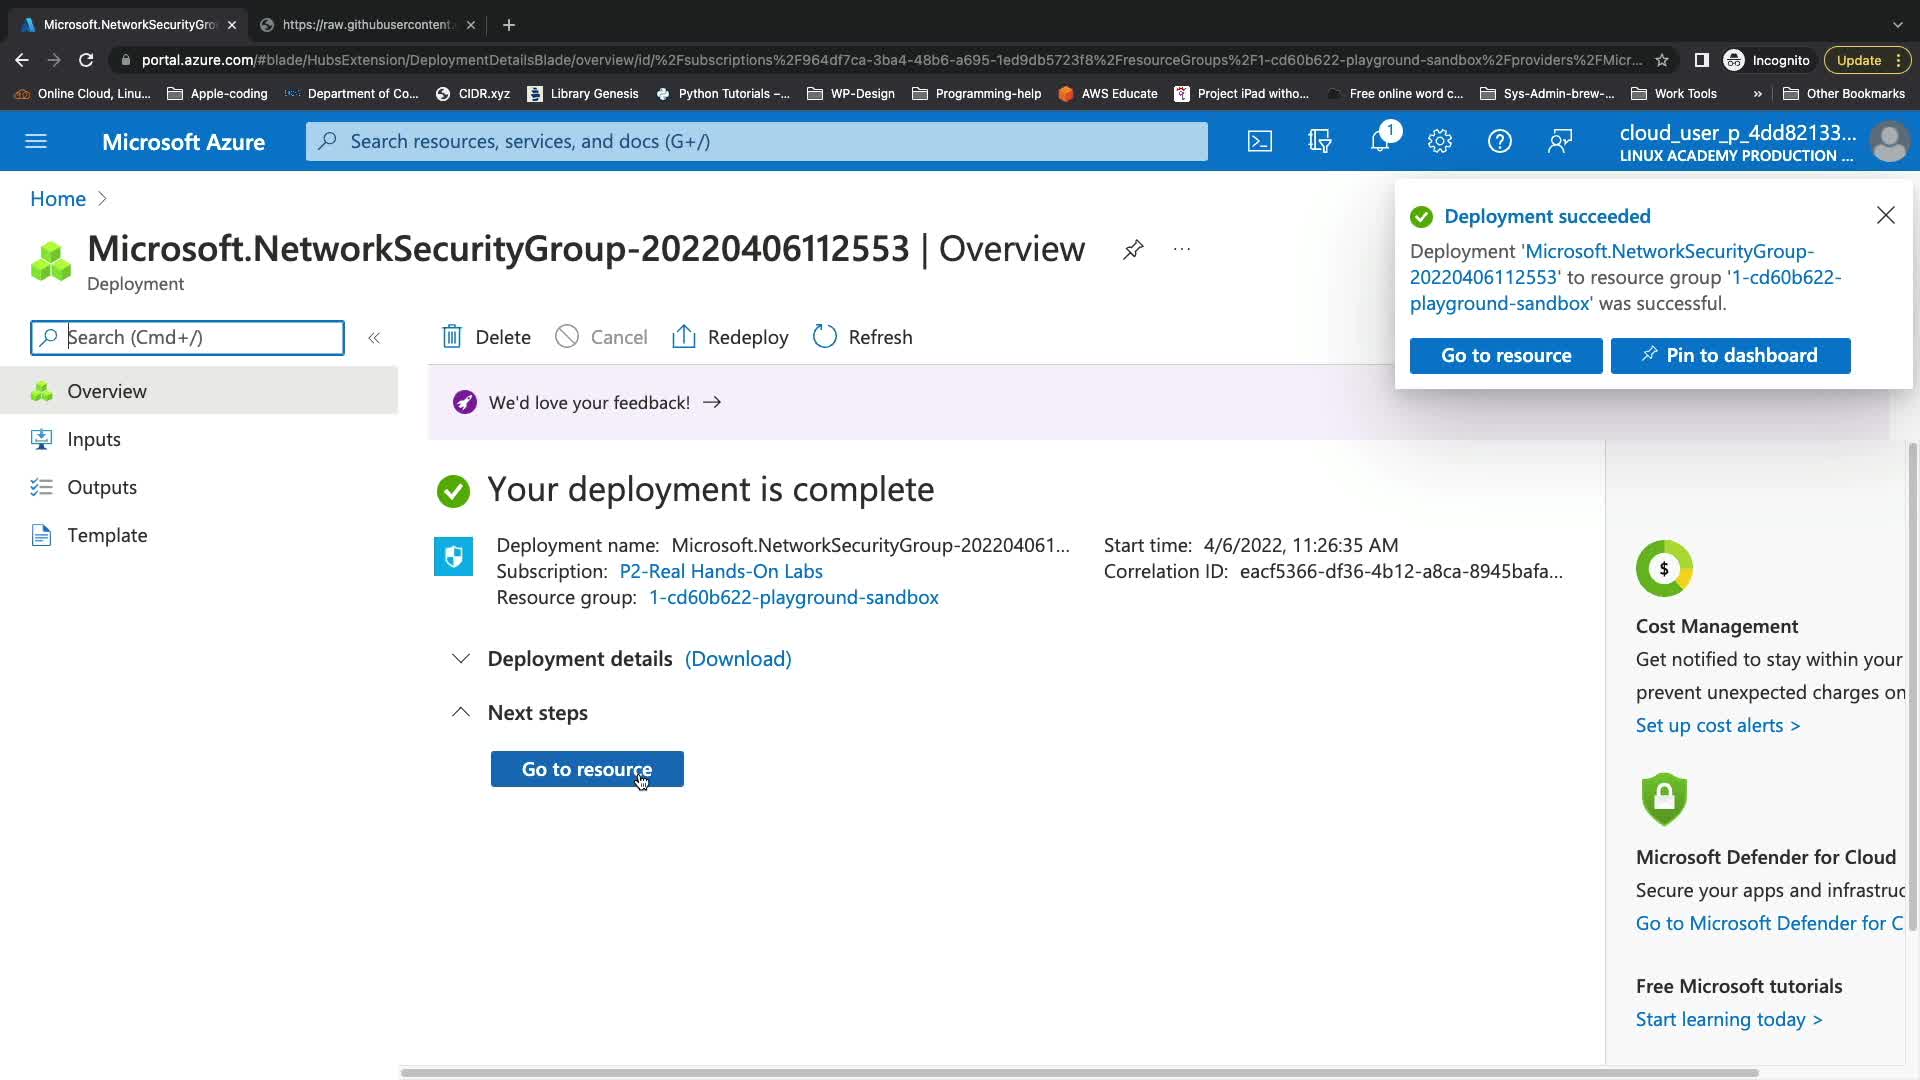 Microsoft.NetworkSecurityGro
https://raw.githubusercontent.
portal.azure.com/#blade/HubsExtension/DeploymentDetailsBlade/overview/id/%2Fsubscriptions%2F964df7ca-3ba4-48b6-a695-1ed9db5723f8%2FresourceGroups%2F1-cd60b622-playground-sandbox%2Fproviders%2FMicr...
Incognito
Update
Online Cloud, Linu...
Apple-coding
Department of Co...
CIDR.xyz
Library Genesis
Python Tutorials –...
WP-Design
Programming-help
AWS Educate
Project iPad witho...
Free online word c...
Sys-Admin-brew-...
Work Tools
»
Other Bookmarks
Microsoft Azure
Search resources, services, and docs (G+/)
1
cloud_user_p_4dd82133...
LINUX ACADEMY PRODUCTION ...
Home
Microsoft.NetworkSecurityGroup-20220406112553 | Overview
Deployment
Search (Cmd+/)
Overview
Inputs
Outputs
Template
Delete
Cancel
Redeploy
Refresh
We'd love your feedback!
Your deployment is complete
Deployment name: Microsoft.NetworkSecurityGroup-202204061...
Subscription: P2-Real Hands-On Labs
Resource group: 1-cd60b622-playground-sandbox
Start time: 4/6/2022, 11:26:35 AM
Correlation ID: eacf5366-df36-4b12-a8ca-8945bafa...
Deployment details (Download)
Next steps
Go to resource
Deployment succeeded
Deployment 'Microsoft.NetworkSecurityGroup-
20220406112553' to resource group '1-cd60b622-
playground-sandbox' was successful.
Go to resource
Pin to dashboard
$
Cost Management
Get notified to stay within your
prevent unexpected charges on
Set up cost alerts >
Microsoft Defender for Cloud
Secure your apps and infrastruc
Go to Microsoft Defender for C
Free Microsoft tutorials
Start learning today >